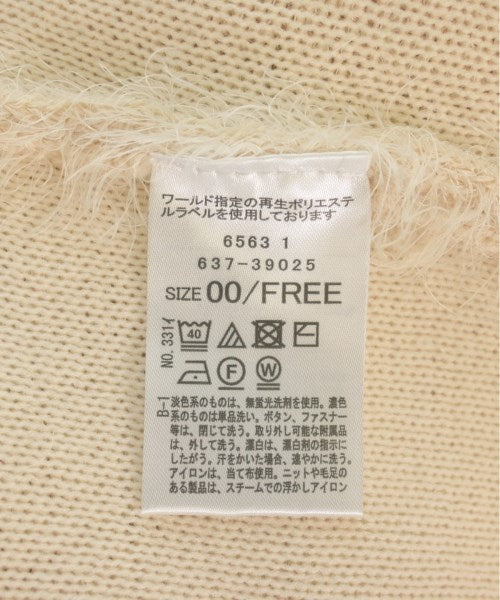 ワールド指定の再生ポリエステ
ルラベルを使用しております
6563 1
637-39025
SIZE 00/FREE
NO.331イ
40
F
W
B-1
淡色系のものは、無蛍光洗剤を使用。濃色
系のものは単品洗い。ボタン、ファスナー
等は、閉じて洗う。取り外し可能な附属品
は、外して洗う。漂白は、漂白剤の指示に
したがう。汗をかいた場合、速やかに洗う。
アイロンは、当て布使用。ニットや毛足の
ある製品は、スチームでの浮かしアイロン